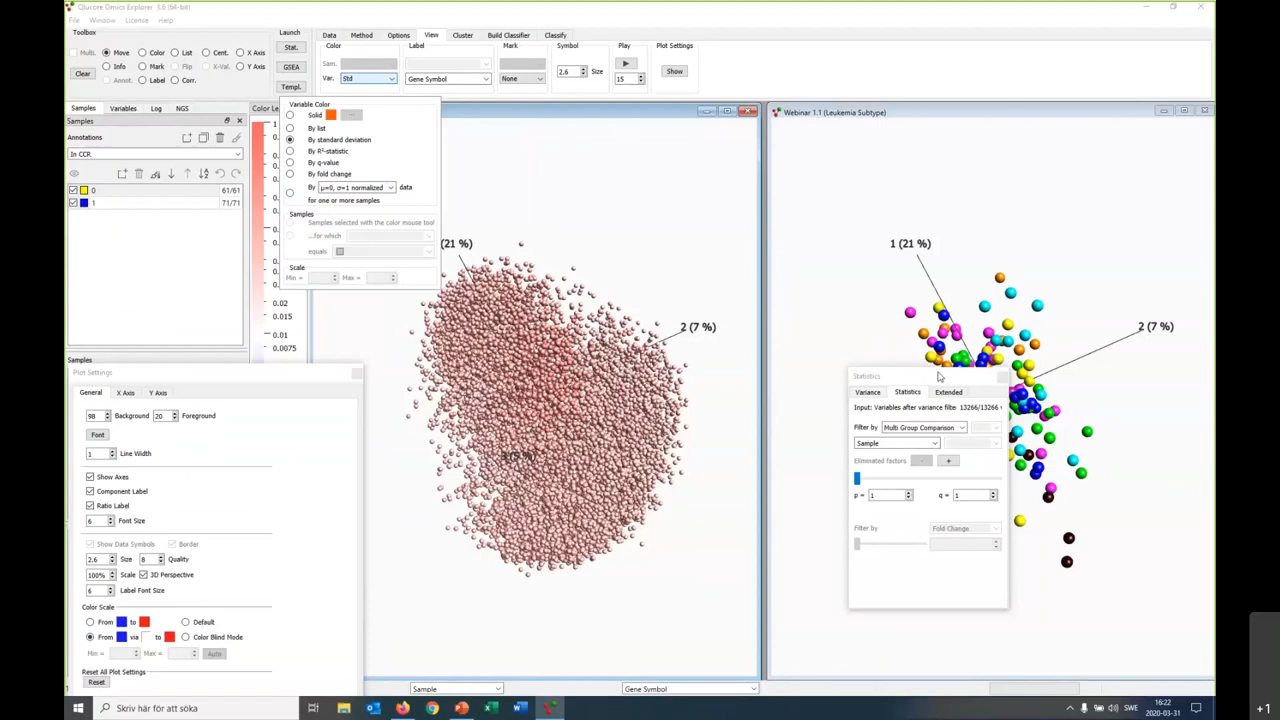 Qlucore Omics Explorer 3.6 (64-bit)
File Window License Help
Toolbox
Multi. Move Color List Cent. X Axis
Info Mark Flip X-Val. Y Axis
Clear
Annot. Label Corr.
Launch
Stat.
GSEA
Templ.
Data Method Options View Cluster Build Classifier Classify
Color Label Mark Symbol Play Plot Settings
Sam.
Var. Std Gene Symbol None 2,6 Size 15 Show
Samples Variables Log NGS
Samples
Annotations
In CCR
0 61/61
1 71/71
Samples
Color Le
1
0.02
0.015
0.01
0.0075
Variable Color
Solid
By list
By standard deviation
By R²-statistic
By q-value
By fold change
By μ=0, σ=1 normalized data
for one or more samples
Samples
Samples selected with the color mouse tool
...for which
equals
Scale
Min = Max =
(21 %)
2 (7 %)
Webinar 1.1 (Leukemia Subtype)
1 (21 %)
2 (7 %)
Plot Settings
General X Axis Y Axis
98 Background 20 Foreground
Font
1 Line Width
Show Axes
Component Label
Ratio Label
6 Font Size
Show Data Symbols Border
2.6 Size 8 Quality
100% Scale 3D Perspective
6 Label Font Size
Color Scale
From to Default
From via to Color Blind Mode
Min = Max = Auto
Reset All Plot Settings
Reset
Statistics
Variance Statistics Extended
Input: Variables after variance filter: 13266/13266
Filter by Multi Group Comparison
Sample
Eliminated factors - +
p = 1 q = 1
Filter by Fold Change
Sample Gene Symbol
Skriv här för att söka
SWE
16:22
2020-03-31
+1